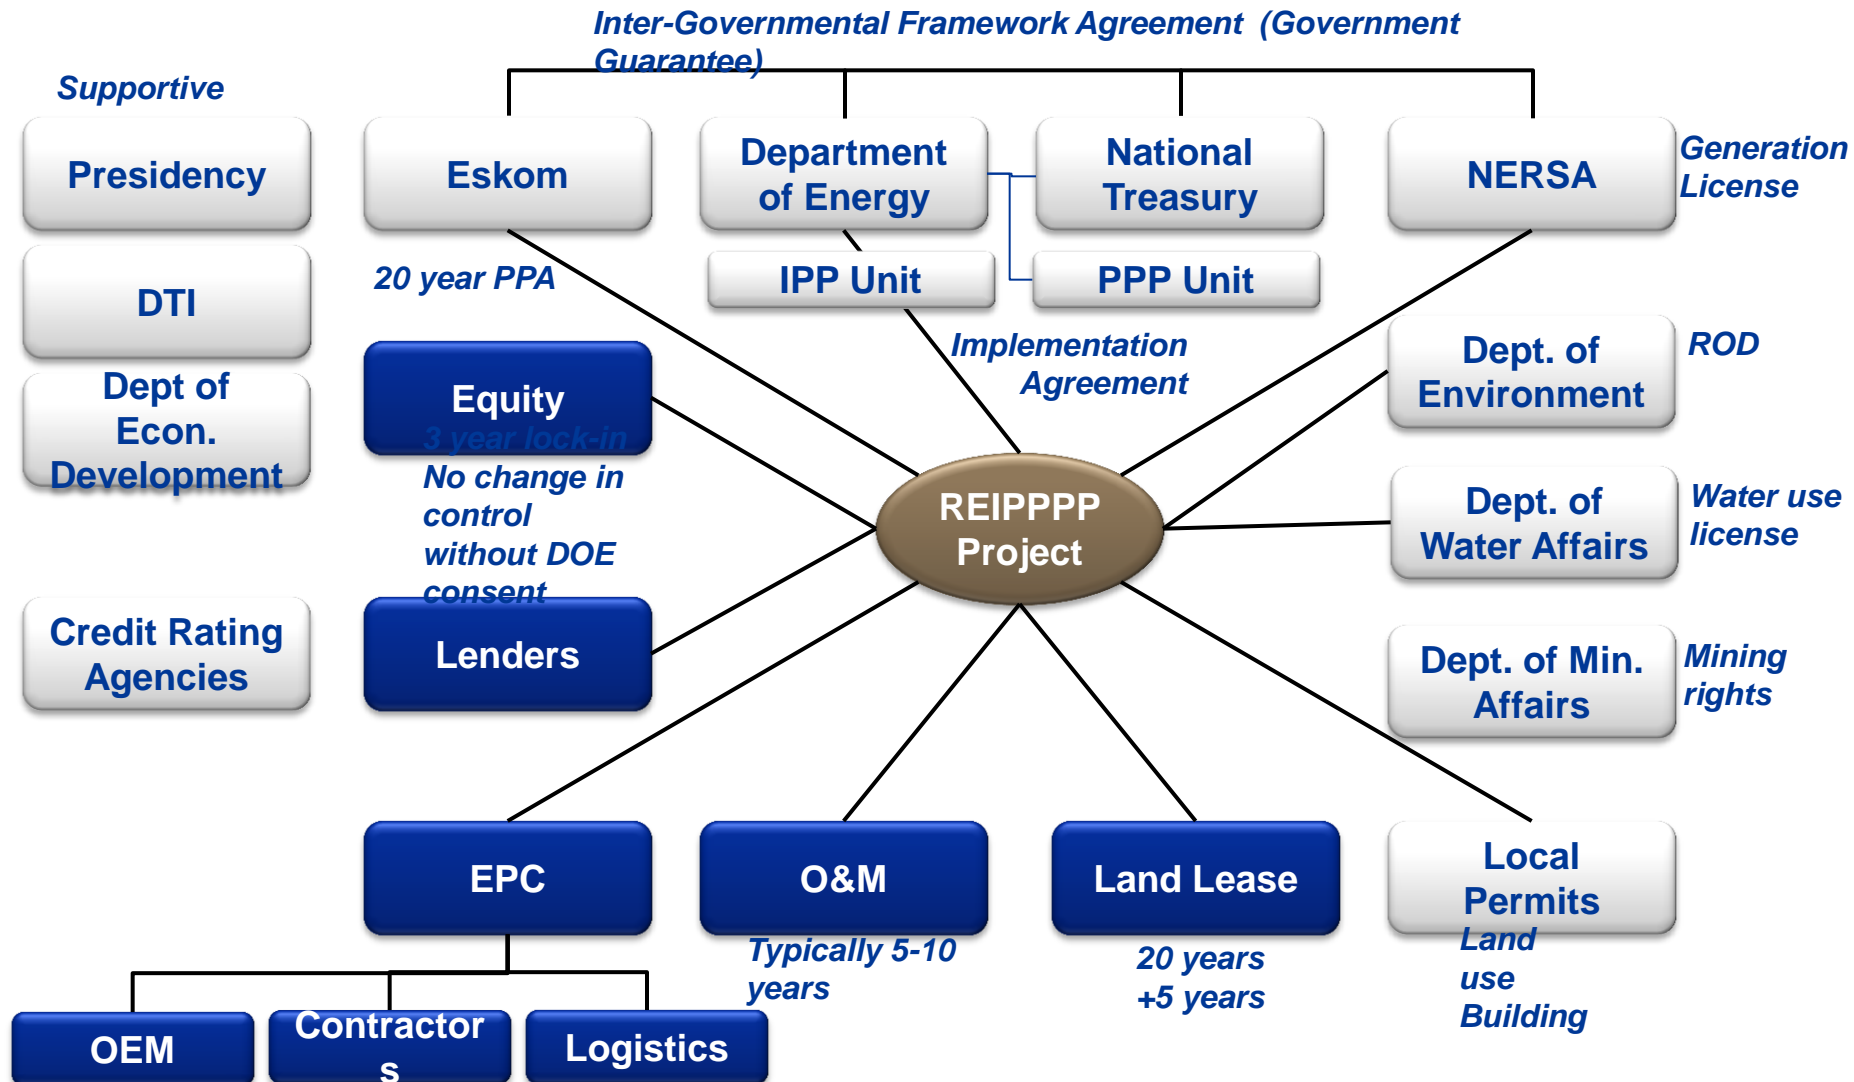 Inter-Governmental Framework Agreement (Government
Guarantee)
Supportive
Presidency
Eskom
Department
of Energy
National
Treasury
NERSA
Generation
License
DTI
20 year PPA
IPP Unit
PPP Unit
Implementation
Agreement
Dept. of
Environment
ROD
Dept of
Econ.
Development
Equity
3 year lock-in
No change in
control
without DOE
consent
REIPPPP
Project
Dept. of
Water Affairs
Water use
license
Credit Rating
Agencies
Lenders
Dept. of Min.
Affairs
Mining
rights
EPC
O&M
Land Lease
Local
Permits
Typically 5-10
years
20 years
+5 years
Land
use
Building
OEM
Contractor
s
Logistics